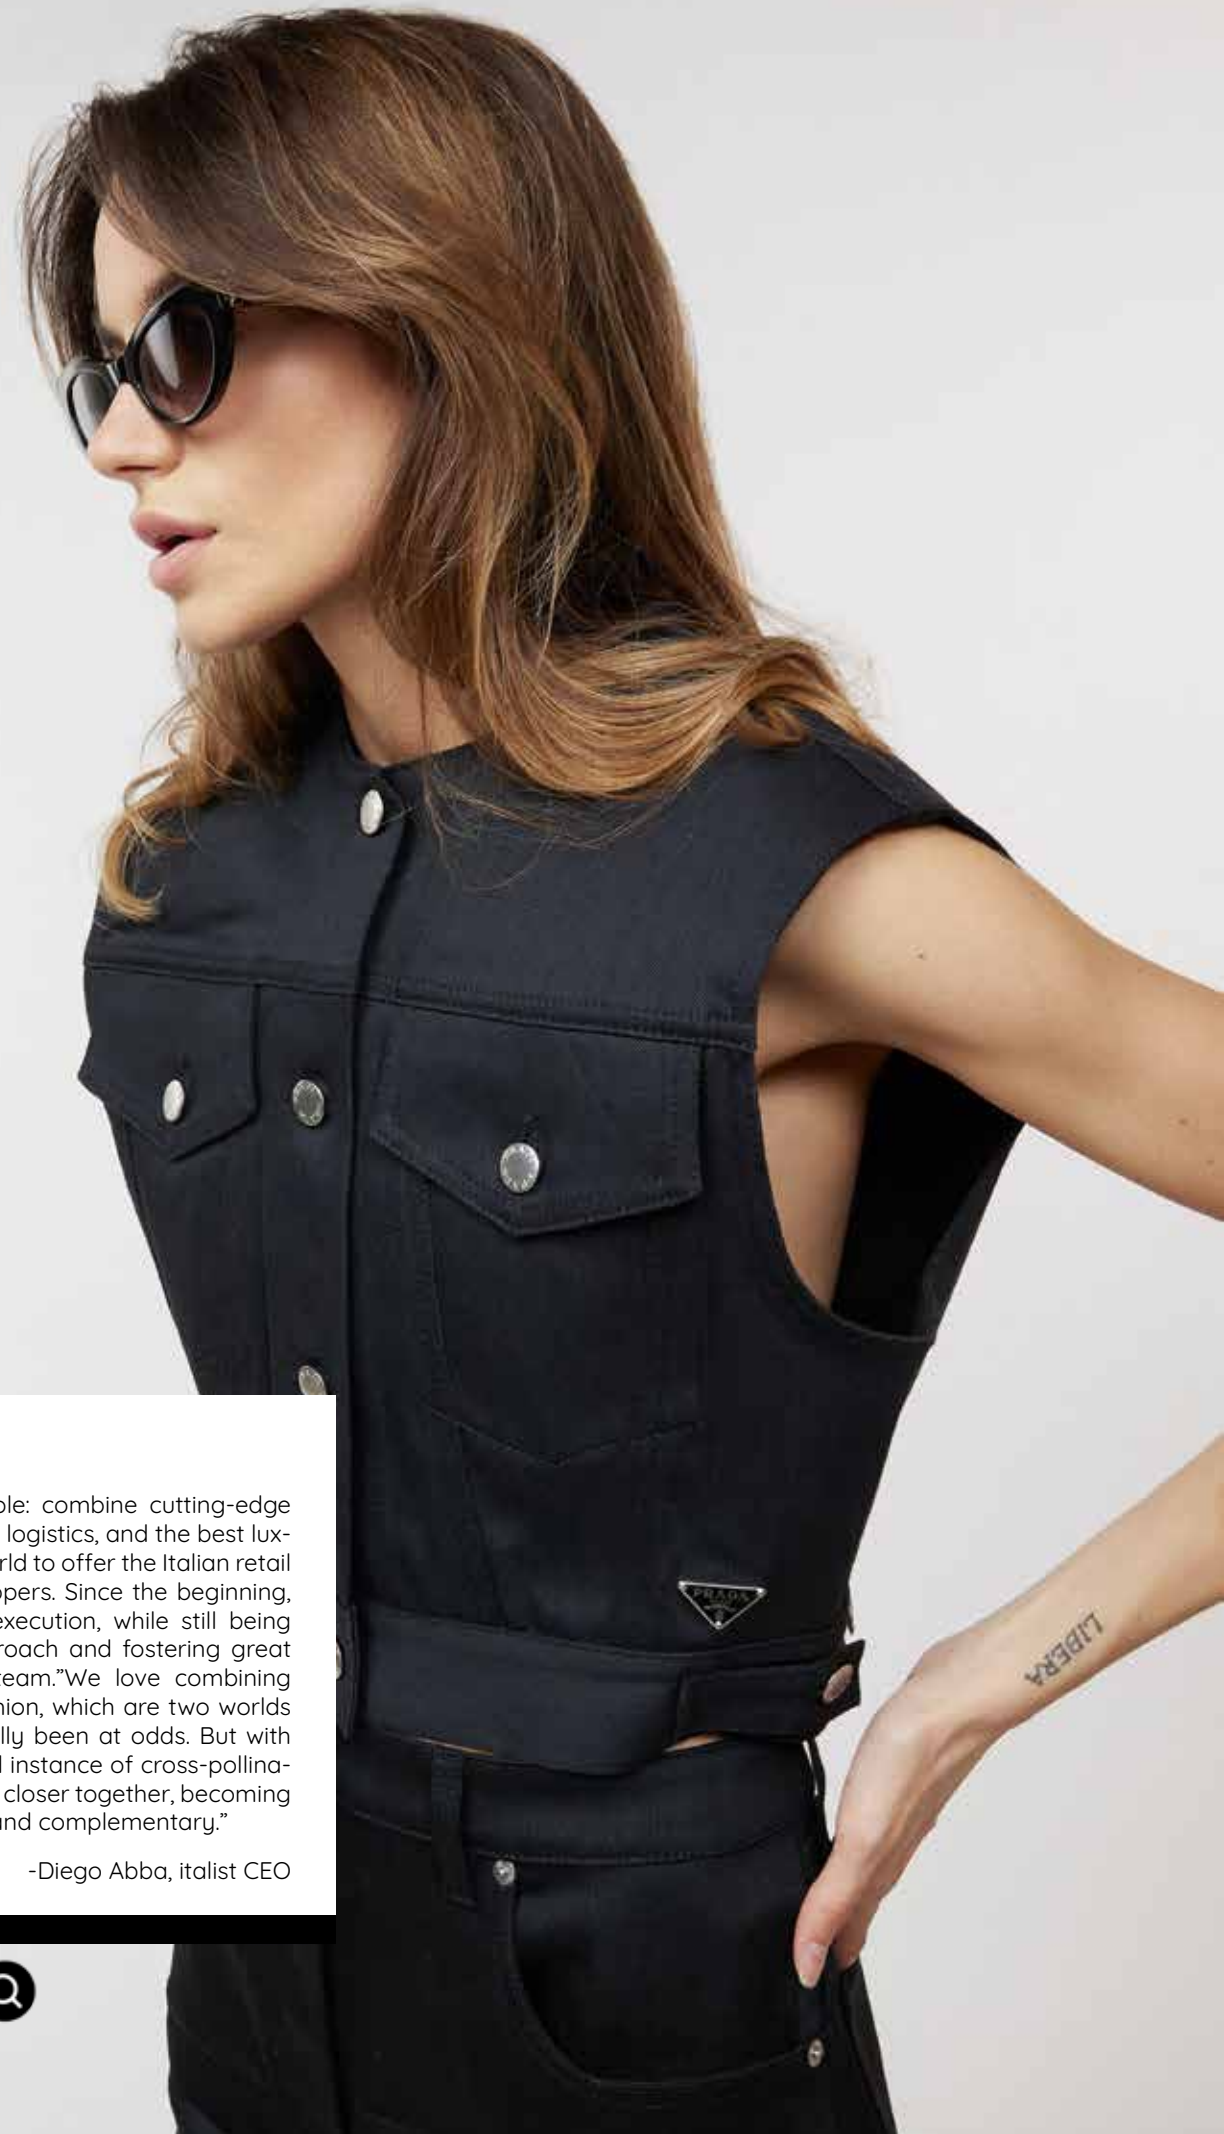 ple: combine cutting-edge
logistics, and the best lux-
rld to offer the Italian retail
ppers. Since the beginning,
execution, while still being
roach and fostering great
team.”We love combining
nion, which are two worlds
lly been at odds. But with
l instance of cross-pollina-
closer together, becoming
and complementary.”
-Diego Abba, italist CEO
PRADA
LIBERA